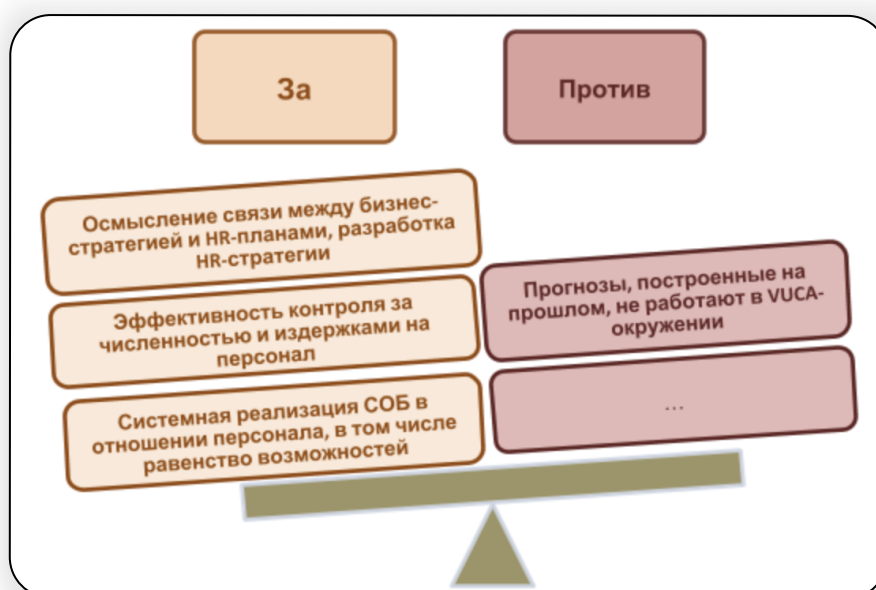 За
Против
Осмысление связи между бизнес-
стратегией и HR-планами, разработка
HR-стратегии
Эффективность контроля за
численностью и издержками на
персонал
Системная реализация СОБ в
отношении персонала, в том числе
равенство возможностей
Прогнозы, построенные на
прошлом, не работают в VUCA-
окружении
...